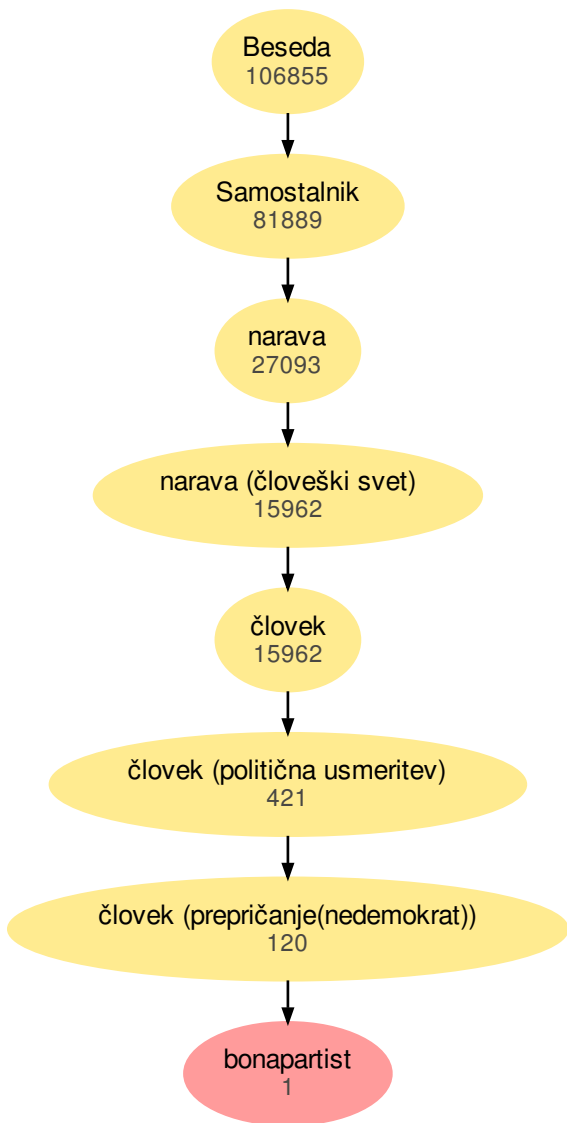 Beseda
106855
Samostalnik
81889
narava
27093
narava (človeški svet)
15962
človek
15962
človek (politična usmeritev)
421
človek (prepričanje(nedemokrat))
120
bonapartist
1